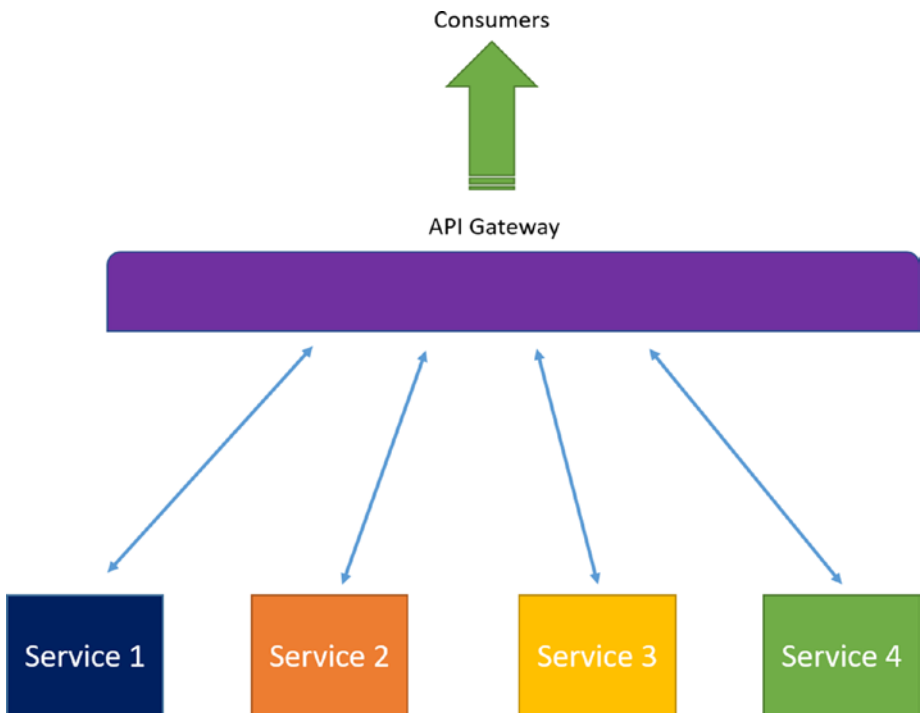 Consumers
API Gateway
Service 1
Service 2
Service 3
Service 4